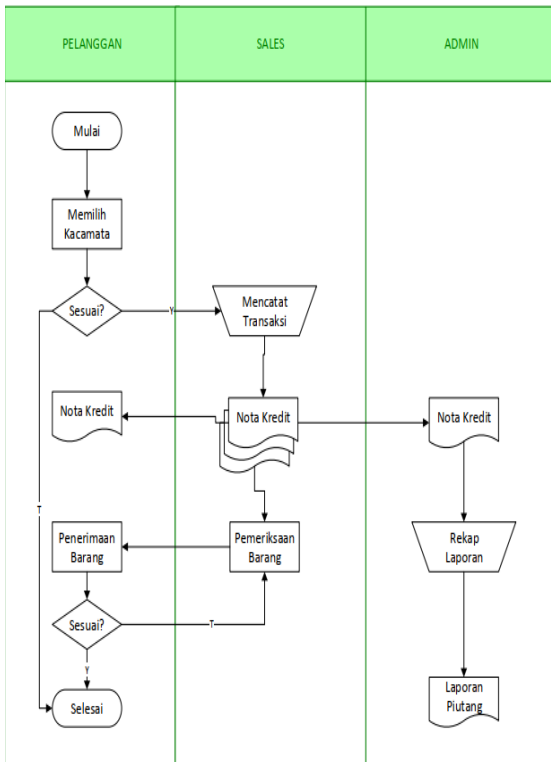 PELANGGAN
SALES
ADMIN
Mulai
Memilih
Kacamata
Sesuai?
Y
Mencatat
Transaksi
Nota Kredit
Nota Kredit
Nota Kredit
T
Penerimaan
Barang
Pemeriksaan
Barang
Rekap
Laporan
Sesuai?
T
Y
Selesai
Laporan
Piutang